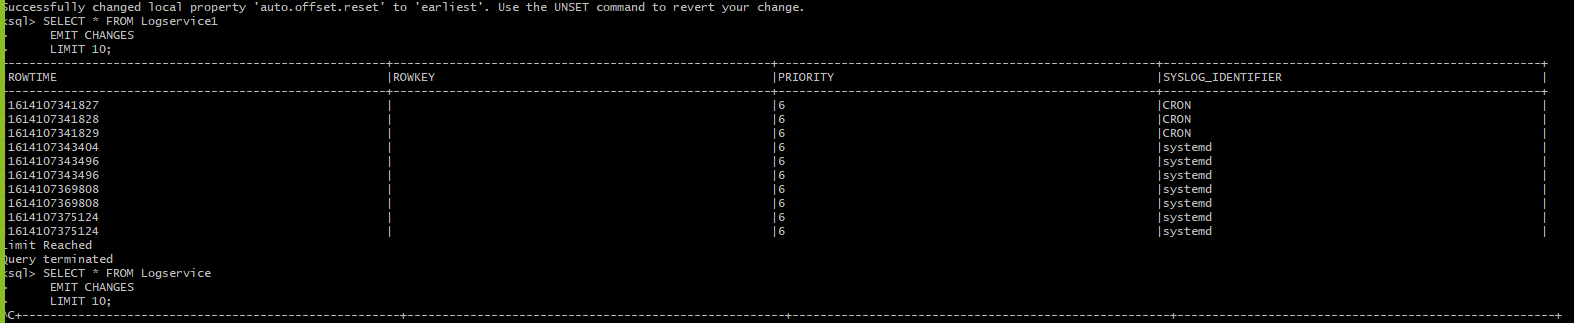 Successfully changed local property 'auto.offset.reset' to 'earliest'. Use the UNSET command to revert your change.
ksql> SELECT * FROM Logservice1
> EMIT CHANGES
> LIMIT 10;
+--------------------+--------------------+--------------------+--------------------+
|ROWTIME |ROWKEY |PRIORITY |SYSLOG_IDENTIFIER |
+--------------------+--------------------+--------------------+--------------------+
|1614107341827 | |6 |CRON |
|1614107341828 | |6 |CRON |
|1614107341829 | |6 |CRON |
|1614107343404 | |6 |systemd |
|1614107343496 | |6 |systemd |
|1614107343496 | |6 |systemd |
|1614107369808 | |6 |systemd |
|1614107369808 | |6 |systemd |
|1614107375124 | |6 |systemd |
|1614107375124 | |6 |systemd |
Limit Reached
Query terminated
ksql> SELECT * FROM Logservice
> EMIT CHANGES
> LIMIT 10;
^C+--------------------+--------------------+--------------------+--------------------+